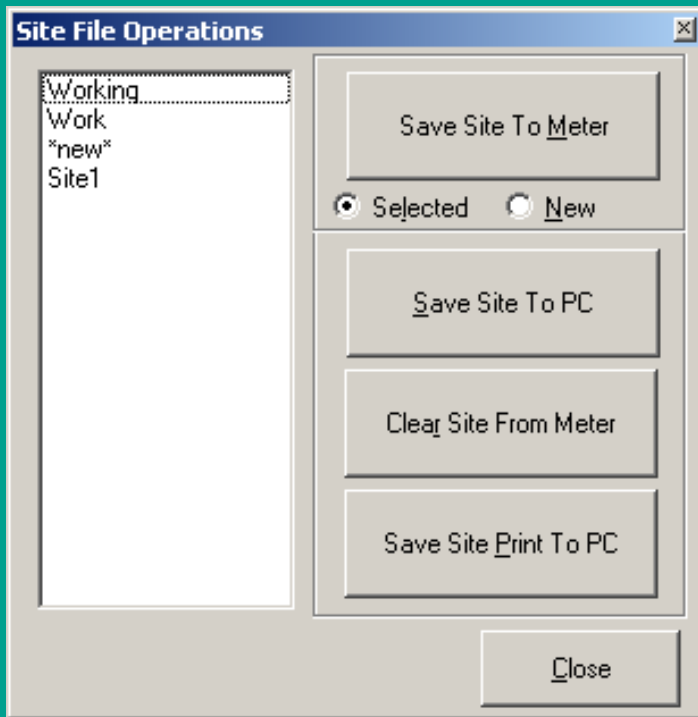 Site File Operations
Working
Work
*new*
Site1
Save Site To Meter
Selected
New
Save Site To PC
Clear Site From Meter
Save Site Print To PC
Close